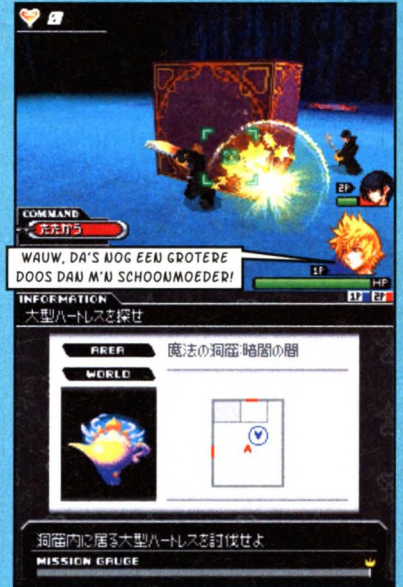 0
2P
COMMAND
たたかう
WAUW, DA'S NOG EEN GROTERE
DOOS DAN M'N SCHOONMOEDER!
1P
HP
INFORMATION
1P 2P
大型ハートレスを探せ
AREA
魔法の洞窟:暗闇の間
WORLD
洞窟内に居る大型ハートレスを討伐せよ
MISSION GAUGE